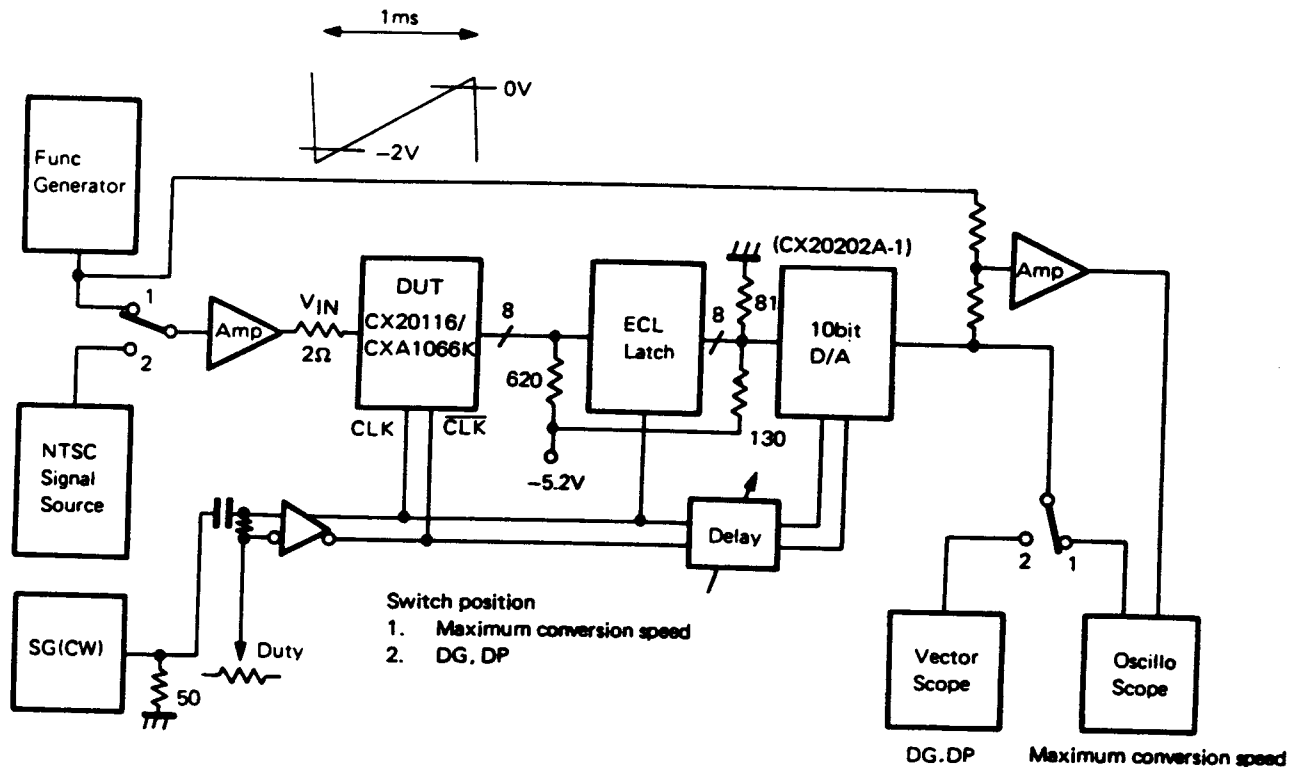 1ms
0V
−2V
Func
Generator
1
2
Amp
VIN
2Ω
DUT
CX20116/
CXA1066K
CLK
CLK
8
620
−5.2V
ECL
Latch
8
81
130
(CX20202A-1)
10bit
D/A
Amp
NTSC
Signal
Source
Delay
SG(CW)
50
Duty
Switch position
1. Maximum conversion speed
2. DG, DP
2
1
Vector
Scope
Oscillo
Scope
DG.DP
Maximum conversion speed